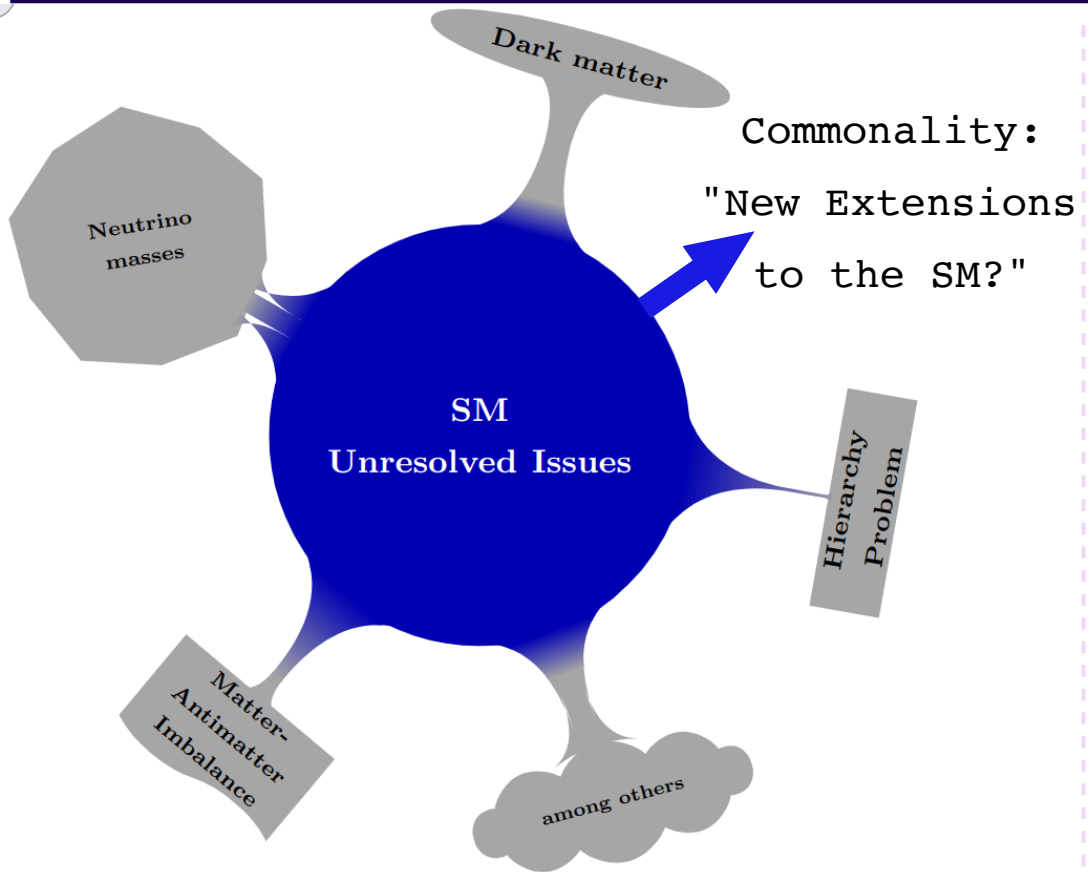 Dark matter
Commonality:
"New Extensions
to the SM?"
Neutrino
masses
SM
Unresolved Issues
Hierarchy
Problem
Matter-
Antimatter
Imbalance
among others